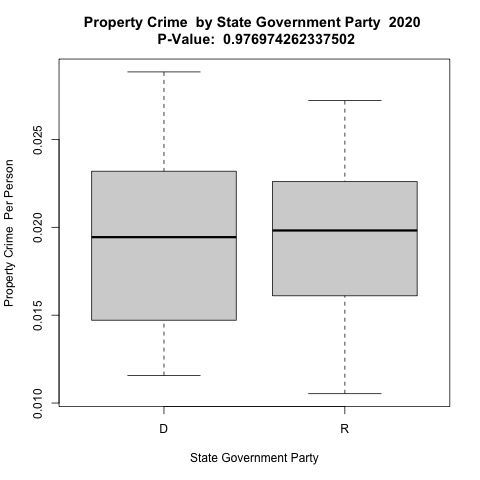 Property Crime  by State Government Party  2020
P-Value:  0.976974262337502
Property Crime  Per Person
0.025
0.020
0.015
0.010
D
R
State Government Party